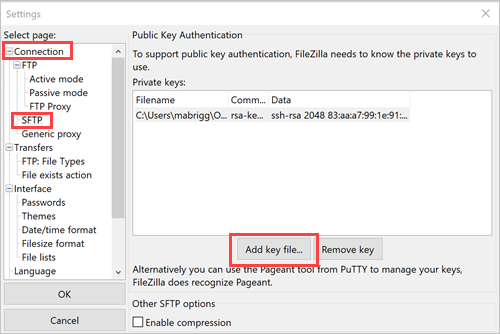 Settings
Select page:
Connection
FTP
Active mode
Passive mode
FTP Proxy
SFTP
Generic proxy
Transfers
FTP: File Types
File exists action
Interface
Passwords
Themes
Date/time format
Filesize format
File lists
Language
OK
Cancel
Public Key Authentication
To support public key authentication, FileZilla needs to know the private keys to
use.
Private keys:
Filename Comm... Data
C:\Users\mabrigg\O... rsa-ke... ssh-rsa 2048 83:aa:a7:99:1e:91:...
Add key file... Remove key
Alternatively you can use the Pageant tool from PuTTY to manage your keys,
FileZilla does recognize Pageant.
Other SFTP options
Enable compression